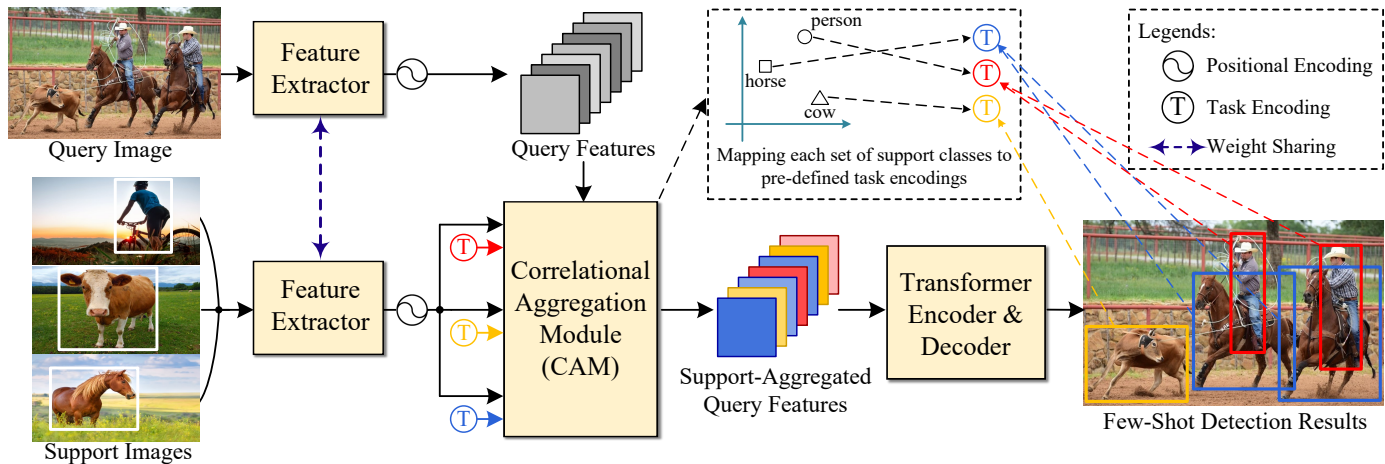 Query Image
Feature
Extractor
Query Features
person
horse
cow
T
T
T
Mapping each set of support classes to
pre-defined task encodings
Legends:
Positional Encoding
T
Task Encoding
Weight Sharing
Support Images
Feature
Extractor
T
T
T
Correlational
Aggregation
Module
(CAM)
Support-Aggregated
Query Features
Transformer
Encoder &
Decoder
Few-Shot Detection Results